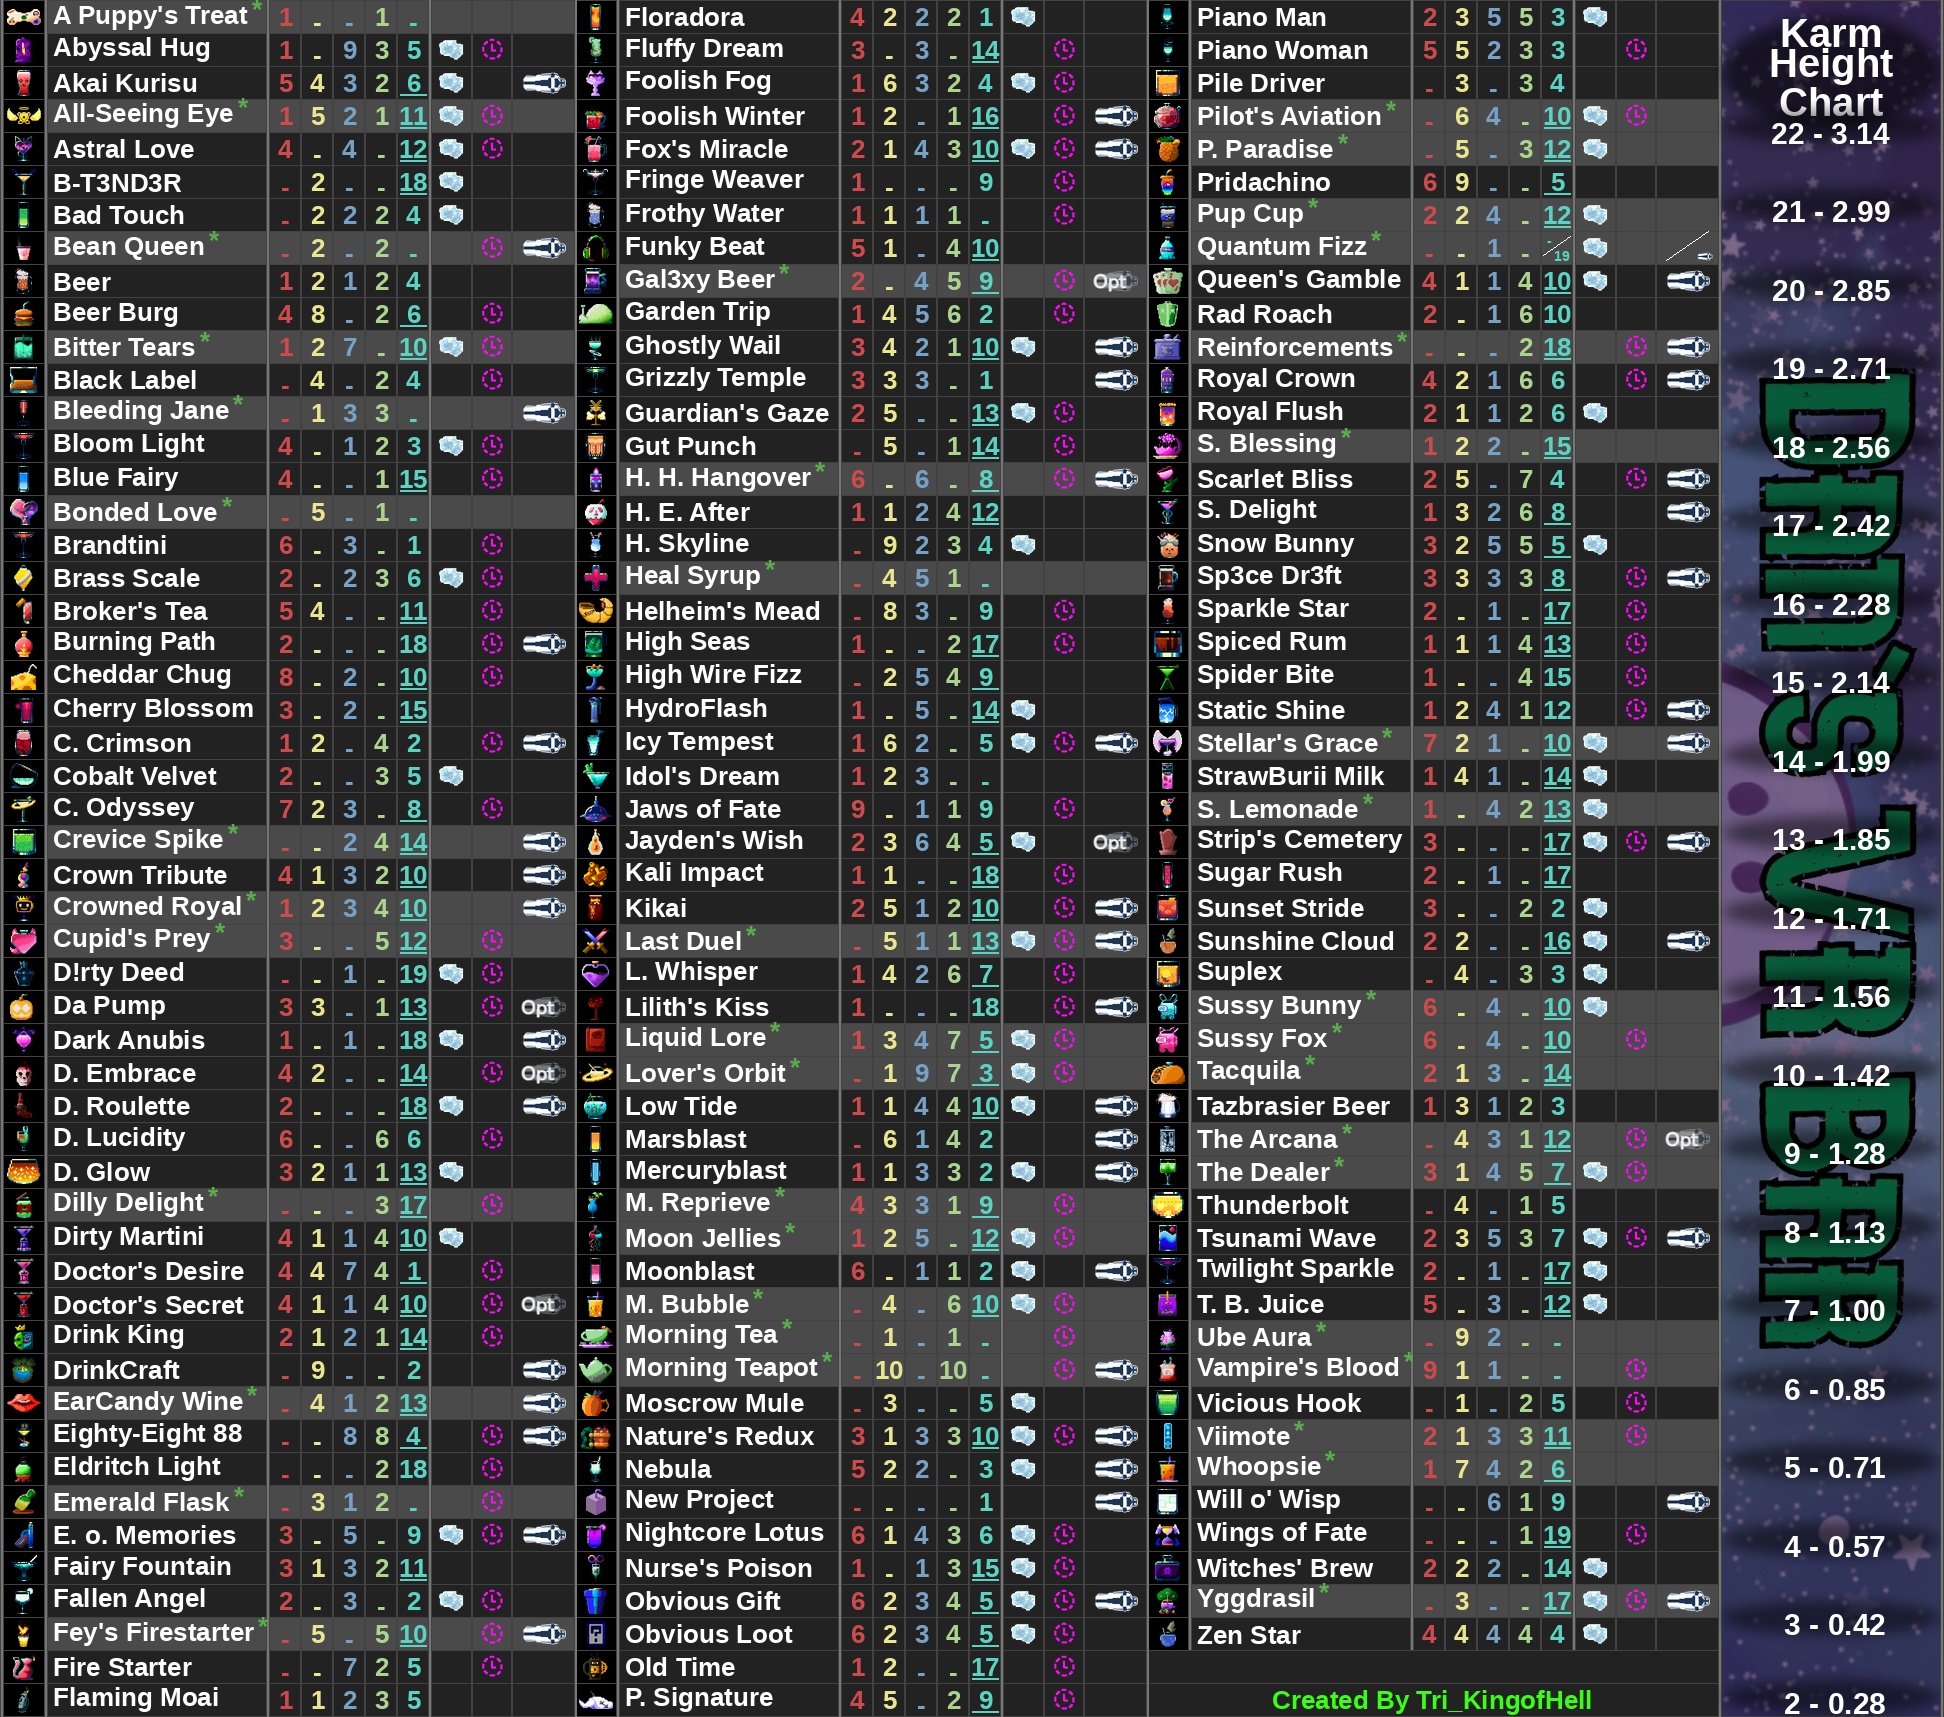 A Puppy's Treat* 1 - - 1 -
Abyssal Hug 1 - 9 3 5
Akai Kurisu 5 4 3 2 6
All-Seeing Eye* 1 5 2 1 11
Astral Love 4 - 4 - 12
B-T3ND3R - 2 - - 18
Bad Touch - 2 2 2 4
Bean Queen* - 2 - 2 -
Beer 1 2 1 2 4
Beer Burg 4 8 - 2 6
Bitter Tears* 1 2 7 - 10
Black Label - 4 - 2 4
Bleeding Jane* - 1 3 3 -
Bloom Light 4 - 1 2 3
Blue Fairy 4 - - 1 15
Bonded Love* - 5 - 1 -
Brandtini 6 - 3 - 1
Brass Scale 2 - 2 3 6
Broker's Tea 5 4 - - 11
Burning Path 2 - - - 18
Cheddar Chug 8 - 2 - 10
Cherry Blossom 3 - 2 - 15
C. Crimson 1 2 - 4 2
Cobalt Velvet 2 - - 3 5
C. Odyssey 7 2 3 - 8
Crevice Spike* - - 2 4 14
Crown Tribute 4 1 3 2 10
Crowned Royal* 1 2 3 4 10
Cupid's Prey* 3 - - 5 12
D!rty Deed - - 1 - 19
Da Pump 3 3 - 1 13 Opt
Dark Anubis 1 - 1 - 18
D. Embrace 4 2 - - 14 Opt
D. Roulette 2 - - - 18
D. Lucidity 6 - - 6 6
D. Glow 3 2 1 1 13
Dilly Delight* - - - 3 17
Dirty Martini 4 1 1 4 10
Doctor's Desire 4 4 7 4 1
Doctor's Secret 4 1 1 4 10 Opt
Drink King 2 1 2 1 14
DrinkCraft - 9 - - 2
EarCandy Wine* - 4 1 2 13
Eighty-Eight 88 - - 8 8 4
Eldritch Light - - - 2 18
Emerald Flask* - 3 1 2 -
E. o. Memories 3 - 5 - 9
Fairy Fountain 3 1 3 2 11
Fallen Angel 2 - 3 - 2
Fey's Firestarter* - 5 - 5 10
Fire Starter - - 7 2 5
Flaming Moai 1 1 2 3 5
Floradora 4 2 2 2 1
Fluffy Dream 3 - 3 - 14
Foolish Fog 1 6 3 2 4
Foolish Winter 1 2 - 1 16
Fox's Miracle 2 1 4 3 10
Fringe Weaver 1 - - - 9
Frothy Water 1 1 1 1 -
Funky Beat 5 1 - 4 10
Gal3xy Beer* 2 - 4 5 9 Opt
Garden Trip 1 4 5 6 2
Ghostly Wail 3 4 2 1 10
Grizzly Temple 3 3 3 - 1
Guardian's Gaze 2 5 - - 13
Gut Punch - 5 - 1 14
H. H. Hangover* 6 - 6 - 8
H. E. After 1 1 2 4 12
H. Skyline - 9 2 3 4
Heal Syrup* - 4 5 1 -
Helheim's Mead - 8 3 - 9
High Seas 1 - - 2 17
High Wire Fizz - 2 5 4 9
HydroFlash 1 - 5 - 14
Icy Tempest 1 6 2 - 5
Idol's Dream 1 2 3 - -
Jaws of Fate 9 - 1 1 9
Jayden's Wish 2 3 6 4 5 Opt
Kali Impact 1 1 - - 18
Kikai 2 5 1 2 10
Last Duel* - 5 1 1 13
L. Whisper 1 4 2 6 7
Lilith's Kiss 1 - - - 18
Liquid Lore* 1 3 4 7 5
Lover's Orbit* - 1 9 7 3
Low Tide 1 1 4 4 10
Marsblast - 6 1 4 2
Mercuryblast 1 1 3 3 2
M. Reprieve* 4 3 3 1 9
Moon Jellies* 1 2 5 - 12
Moonblast 6 - 1 1 2
M. Bubble* - 4 - 6 10
Morning Tea* - 1 - 1 -
Morning Teapot* - 10 - 10 -
Moscrow Mule - 3 - - 5
Nature's Redux 3 1 3 3 10
Nebula 5 2 2 - 3
New Project - - - - 1
Nightcore Lotus 6 1 4 3 6
Nurse's Poison 1 - 1 3 15
Obvious Gift 6 2 3 4 5
Obvious Loot 6 2 3 4 5
Old Time 1 2 - - 17
P. Signature 4 5 - 2 9
Piano Man 2 3 5 5 3
Piano Woman 5 5 2 3 3
Pile Driver - 3 - 3 4
Pilot's Aviation* - 6 4 - 10
P. Paradise* - 5 - 3 12
Pridachino 6 9 - - 5
Pup Cup* 2 2 4 - 12
Quantum Fizz* - - 1 - -/19
Queen's Gamble 4 1 1 4 10
Rad Roach 2 - 1 6 10
Reinforcements* - - - 2 18
Royal Crown 4 2 1 6 6
Royal Flush 2 1 1 2 6
S. Blessing* 1 2 2 - 15
Scarlet Bliss 2 5 - 7 4
S. Delight 1 3 2 6 8
Snow Bunny 3 2 5 5 5
Sp3ce Dr3ft 3 3 3 3 8
Sparkle Star 2 - 1 - 17
Spiced Rum 1 1 1 4 13
Spider Bite 1 - - 4 15
Static Shine 1 2 4 1 12
Stellar's Grace* 7 2 1 - 10
StrawBurii Milk 1 4 1 - 14
S. Lemonade* 1 - 4 2 13
Strip's Cemetery 3 - - - 17
Sugar Rush 2 - 1 - 17
Sunset Stride 3 - - 2 2
Sunshine Cloud 2 2 - - 16
Suplex - 4 - 3 3
Sussy Bunny* 6 - 4 - 10
Sussy Fox* 6 - 4 - 10
Tacquila* 2 1 3 - 14
Tazbrasier Beer 1 3 1 2 3
The Arcana* - 4 3 1 12 Opt
The Dealer* 3 1 4 5 7
Thunderbolt - 4 - 1 5
Tsunami Wave 2 3 5 3 7
Twilight Sparkle 2 - 1 - 17
T. B. Juice 5 - 3 - 12
Ube Aura* - 9 2 - -
Vampire's Blood* 9 1 1 - -
Vicious Hook - 1 - 2 5
Viimote* 2 1 3 3 11
Whoopsie* 1 7 4 2 6
Will o' Wisp - - 6 1 9
Wings of Fate - - - 1 19
Witches' Brew 2 2 2 - 14
Yggdrasil* - 3 - - 17
Zen Star 4 4 4 4 4
Created By Tri_KingofHell
Karm
Height
Chart
22 - 3.14
21 - 2.99
20 - 2.85
19 - 2.71
18 - 2.56
17 - 2.42
16 - 2.28
15 - 2.14
14 - 1.99
13 - 1.85
12 - 1.71
11 - 1.56
10 - 1.42
9 - 1.28
8 - 1.13
7 - 1.00
6 - 0.85
5 - 0.71
4 - 0.57
3 - 0.42
2 - 0.28